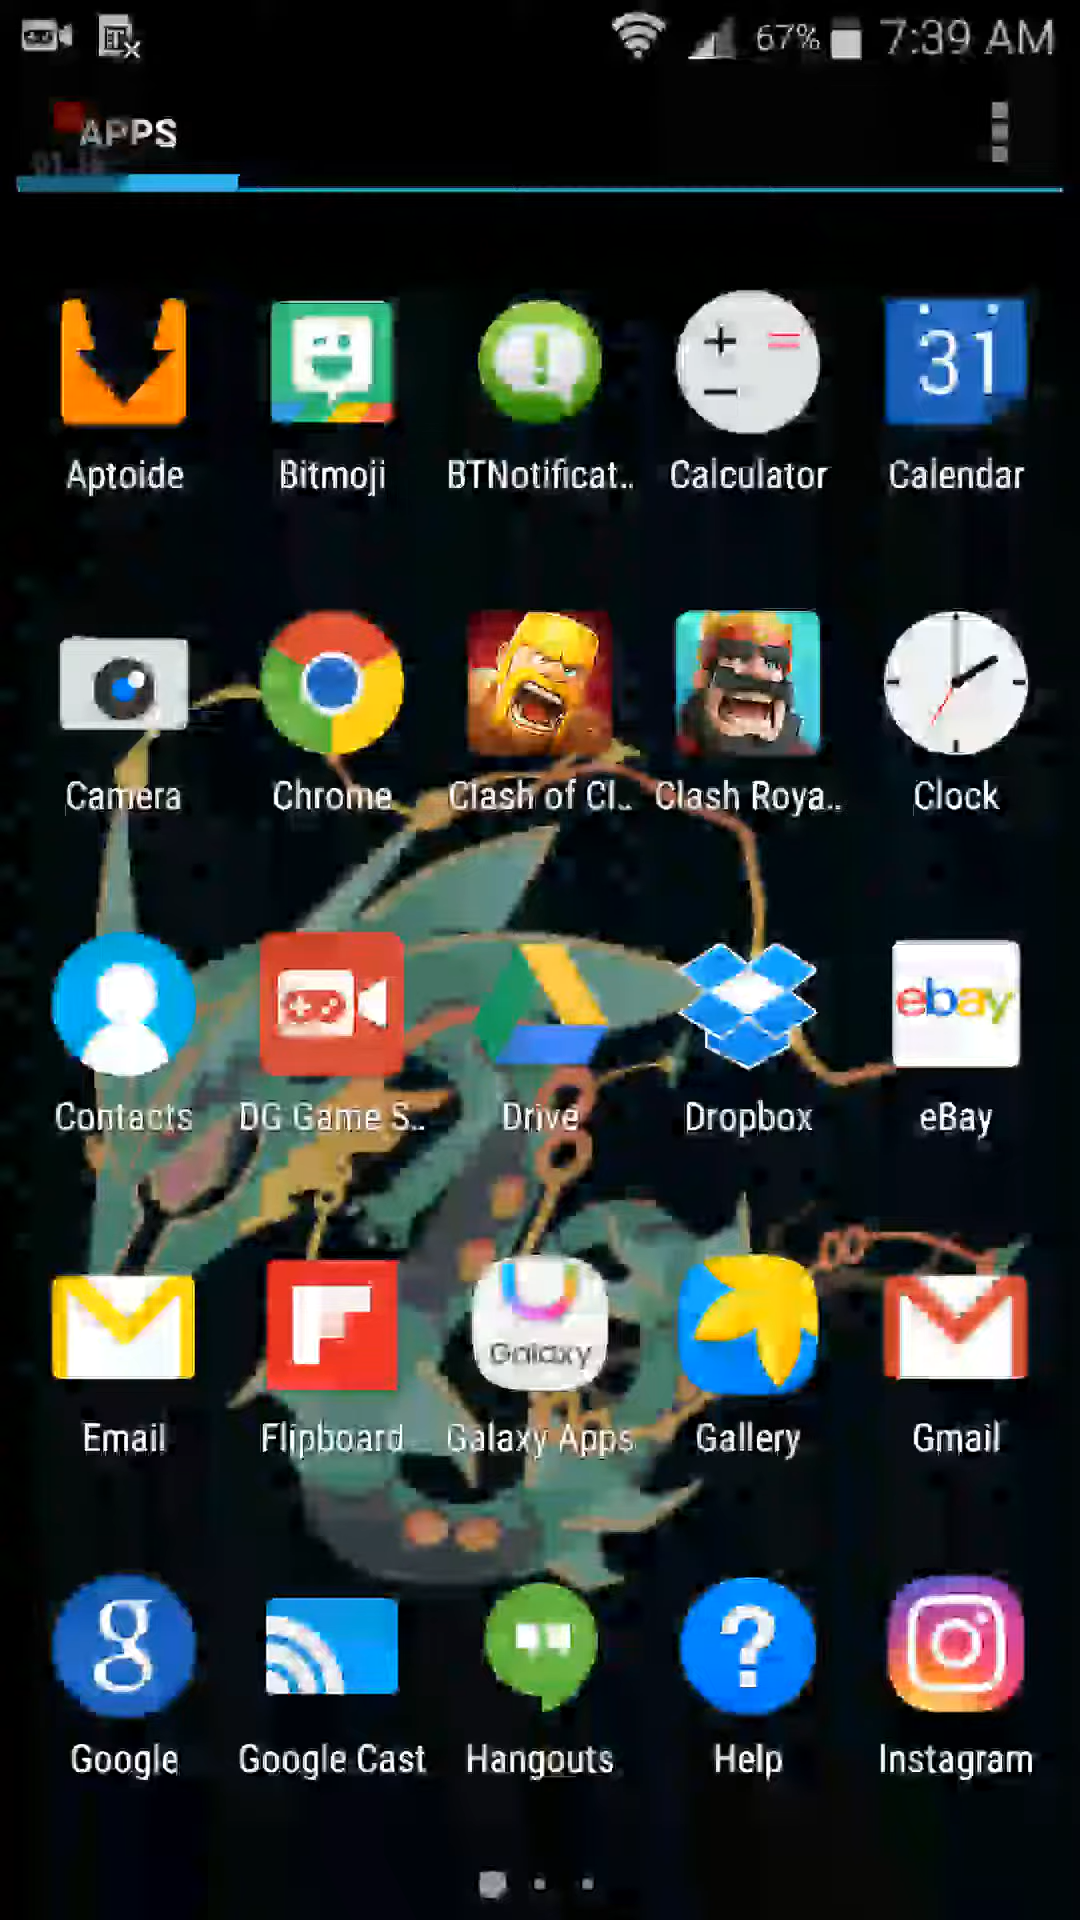 67% 7:39 AM
APPS
31
Aptoide Bitmoji BTNotificat.. Calculator Calendar
Camera Chrome Clash of Cl.. Clash Roya.. Clock
ebay
Contacts DG Game S.. Drive Dropbox eBay
Galaxy
Email Flipboard Galaxy Apps Gallery Gmail
g ?
Google Google Cast Hangouts Help Instagram